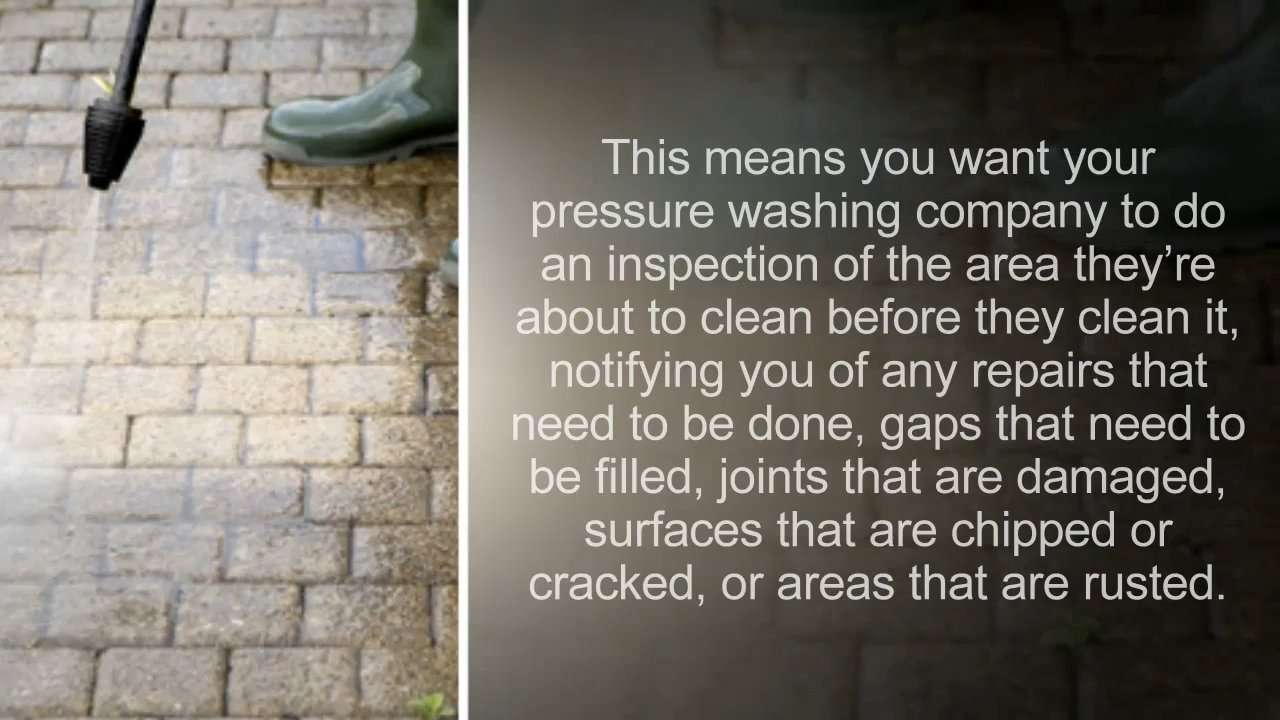 This means you want your
pressure washing company to do
an inspection of the area they’re
about to clean before they clean it,
notifying you of any repairs that
need to be done, gaps that need to
be filled, joints that are damaged,
surfaces that are chipped or
cracked, or areas that are rusted.